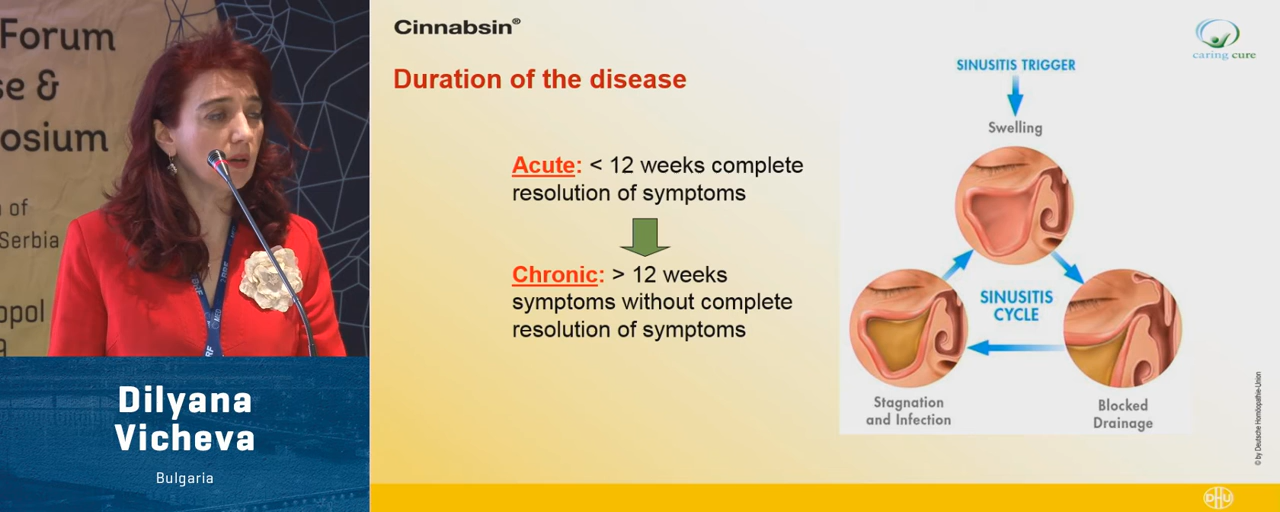 Forum
se &
osium
of
Serbia
opol
9
Dilyana
Vicheva
Bulgaria
Cinnabsin®
Duration of the disease
Acute: < 12 weeks complete
resolution of symptoms
Chronic: > 12 weeks
symptoms without complete
resolution of symptoms
caring cure
SINUSITIS TRIGGER
Swelling
SINUSITIS
CYCLE
Stagnation
and Infection
Blocked
Drainage
© by Deutsche Homöopathie-Union
DHU